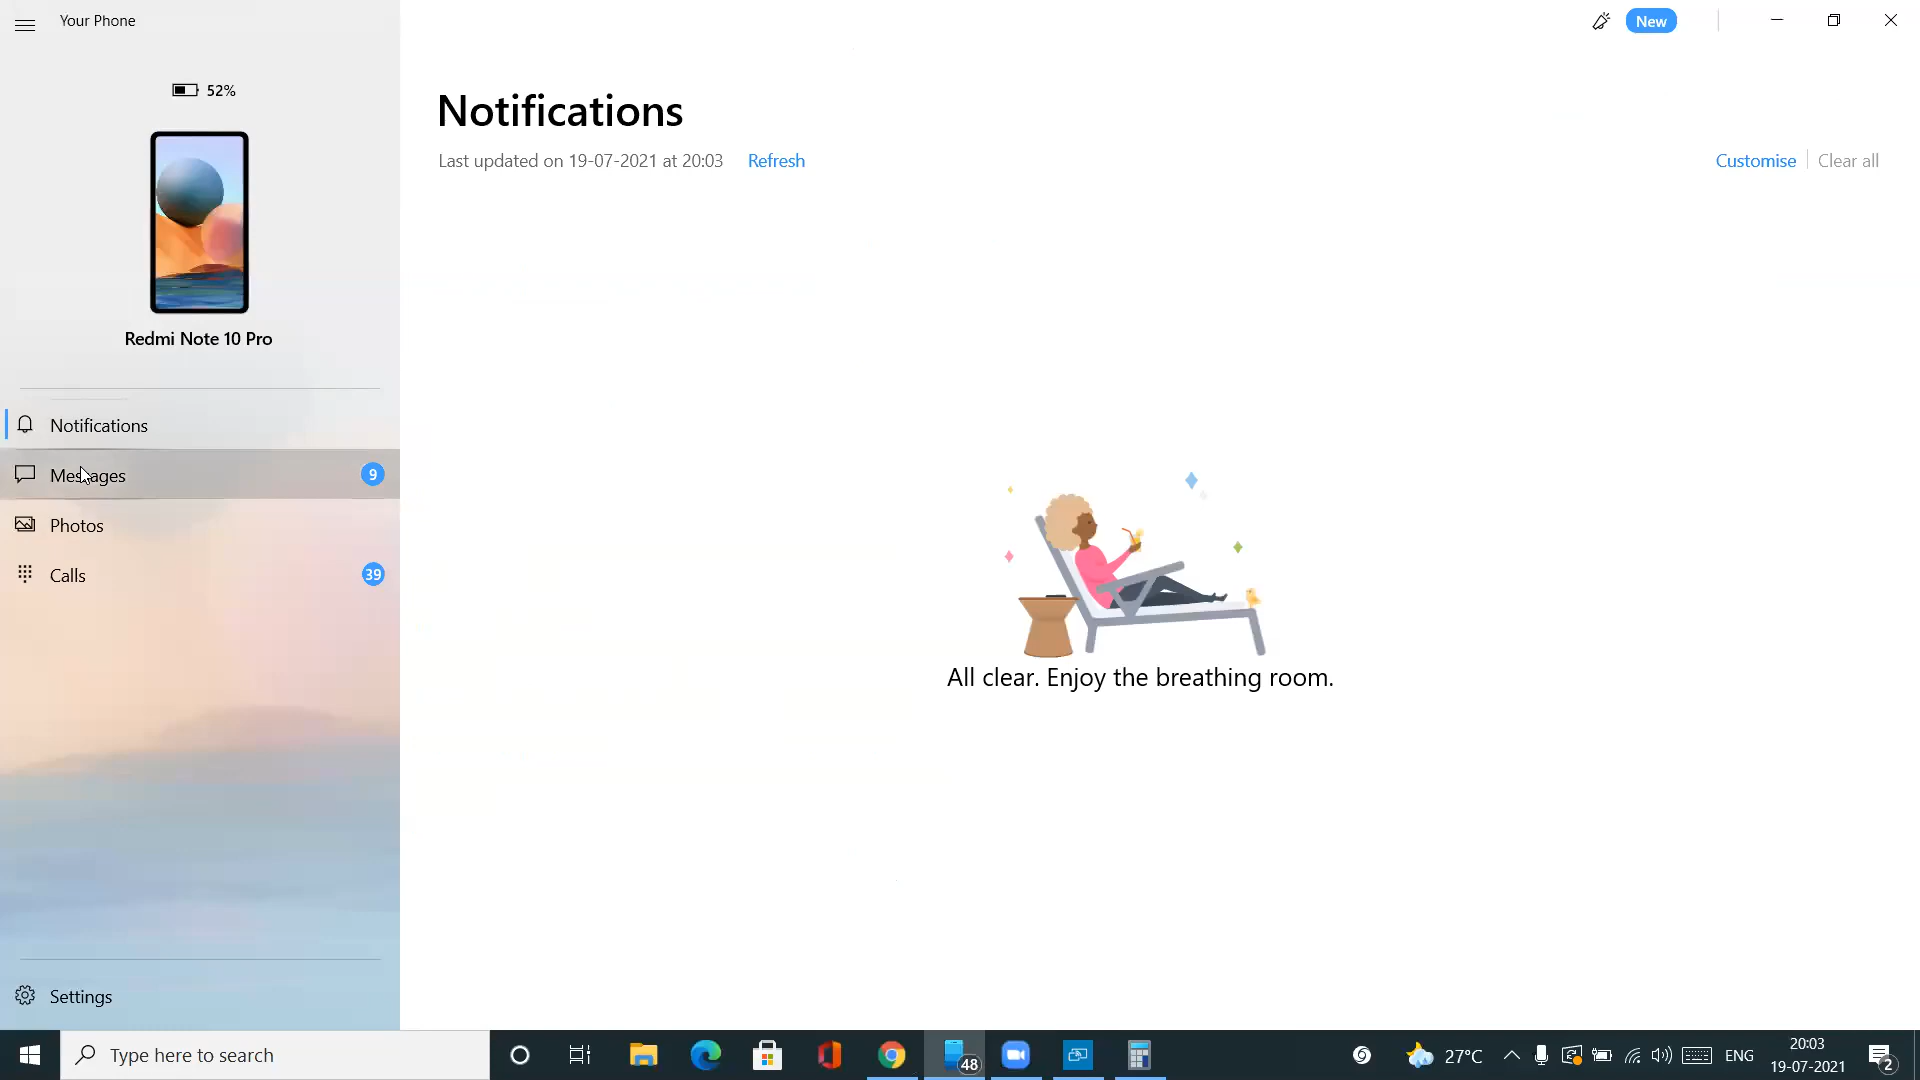 Your Phone
New
52%
Redmi Note 10 Pro
Notifications
Messages
9
Photos
Calls
39
Settings
Notifications
Last updated on 19-07-2021 at 20:03
Refresh
Customise
Clear all
All clear. Enjoy the breathing room.
Type here to search
48
27°C
ENG
20:03
19-07-2021
2